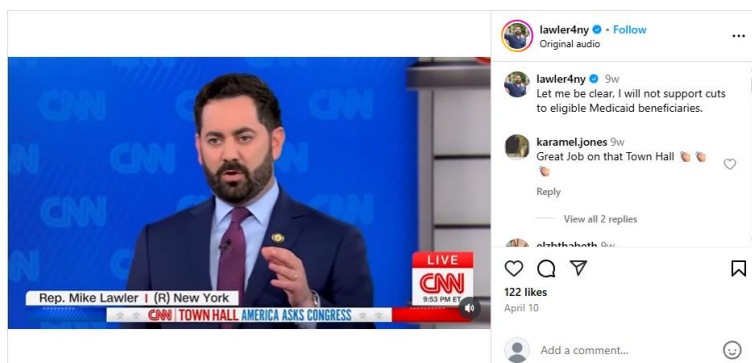 lawler4ny • Follow
Original audio
lawler4ny 9w
Let me be clear, I will not support cuts
to eligible Medicaid beneficiaries.
karamel.jones 9w
Great Job on that Town Hall
Reply
View all 2 replies
122 likes
April 10
Add a comment...
CNN
CNN
CNN
CNN
CNN
CNN
LIVE
CNN
9:53 PM ET
Rep. Mike Lawler | (R) New York
CNN | TOWN HALL AMERICA ASKS CONGRESS